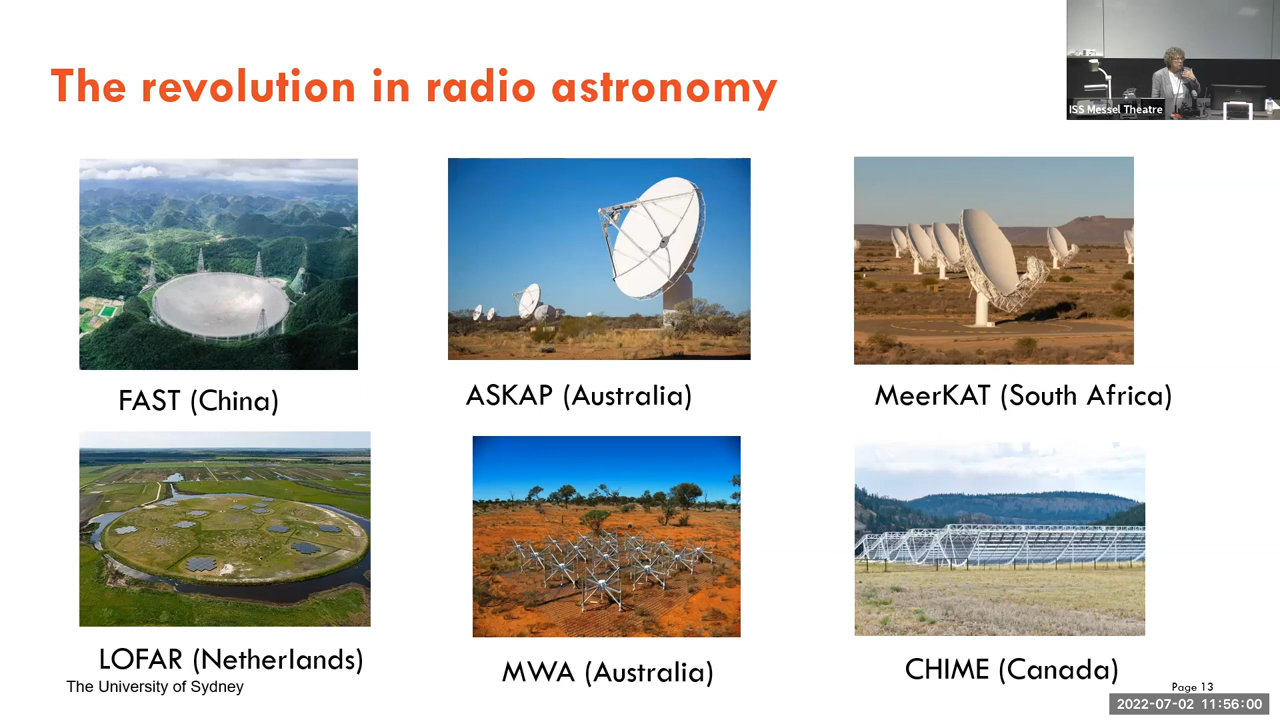 The revolution in radio astronomy
ISS Messel Theatre
FAST (China)
ASKAP (Australia)
MeerKAT (South Africa)
LOFAR (Netherlands)
MWA (Australia)
CHIME (Canada)
The University of Sydney
Page 13
2022-07-02 11:56:00